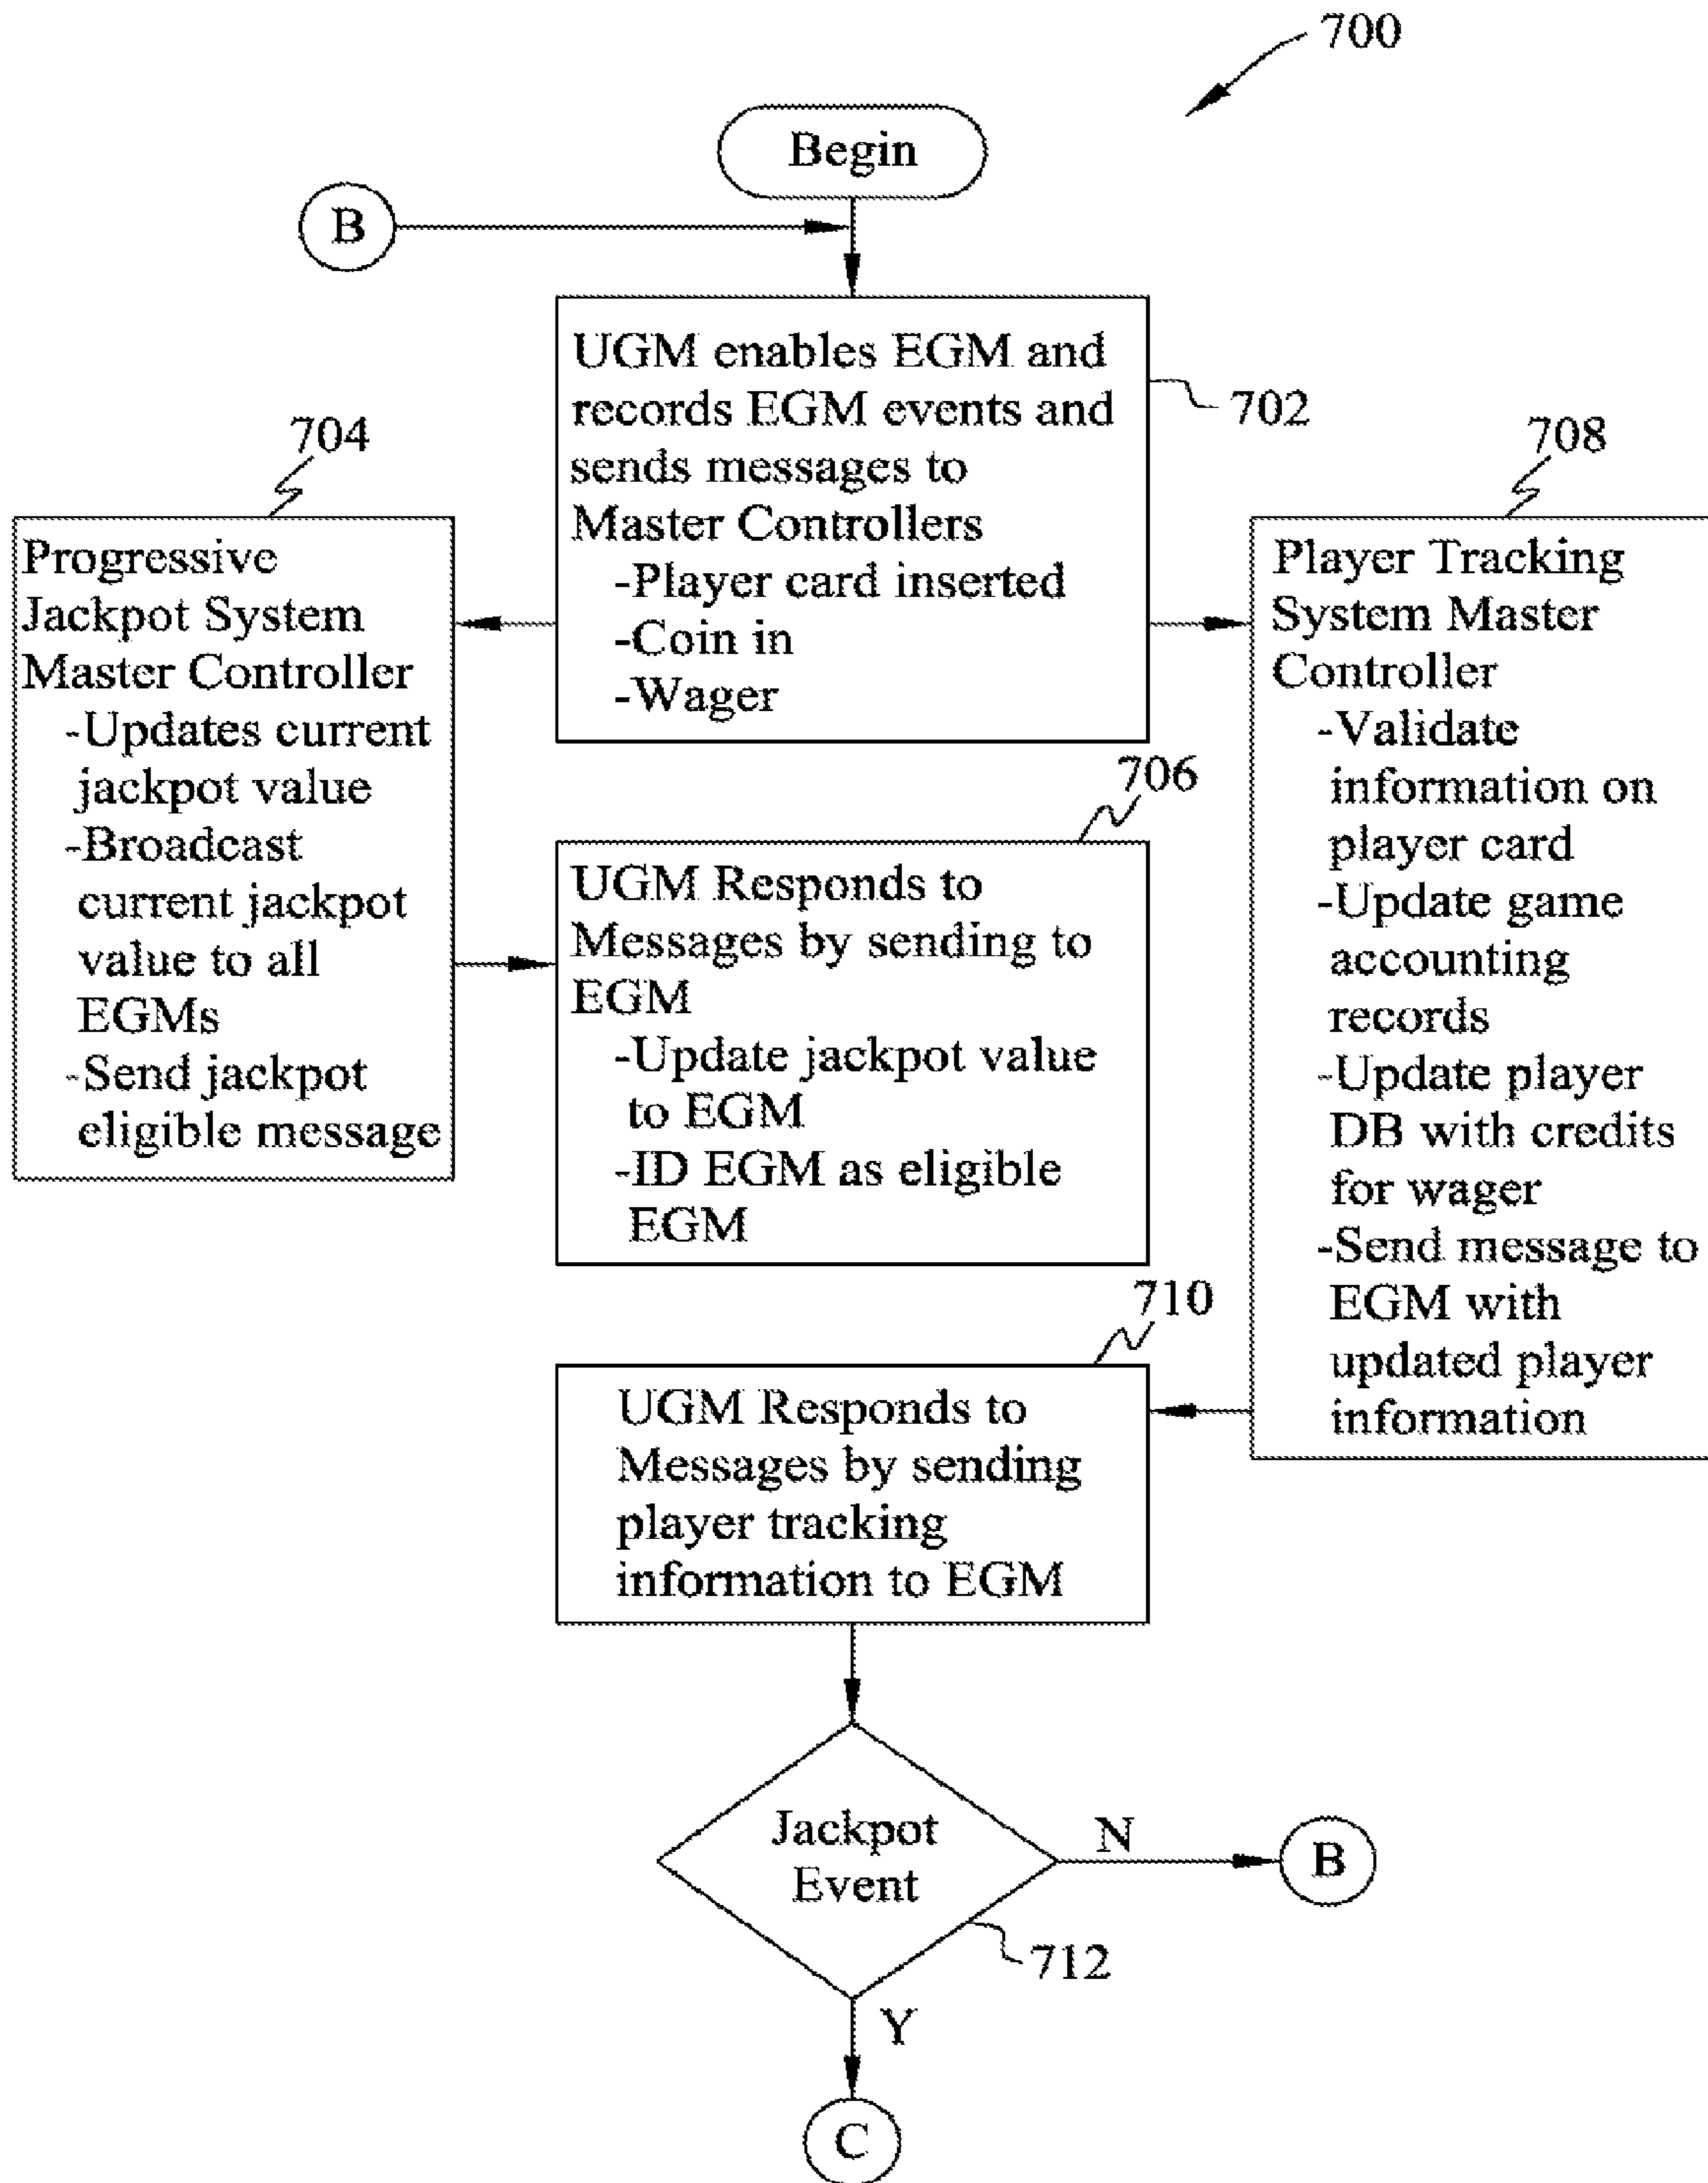 700
Begin
B
UGM enables EGM and
records EGM events and
sends messages to
Master Controllers
-Player card inserted
-Coin in
-Wager
702
704
Progressive
Jackpot System
Master Controller
-Updates current
jackpot value
-Broadcast
current jackpot
value to all
EGMs
-Send jackpot
eligible message
706
UGM Responds to
Messages by sending to
EGM
-Update jackpot value
to EGM
-ID EGM as eligible
EGM
708
Player Tracking
System Master
Controller
-Validate
information on
player card
-Update game
accounting
records
-Update player
DB with credits
for wager
-Send message to
EGM with
updated player
information
710
UGM Responds to
Messages by sending
player tracking
information to EGM
Jackpot
Event
N
B
712
Y
C